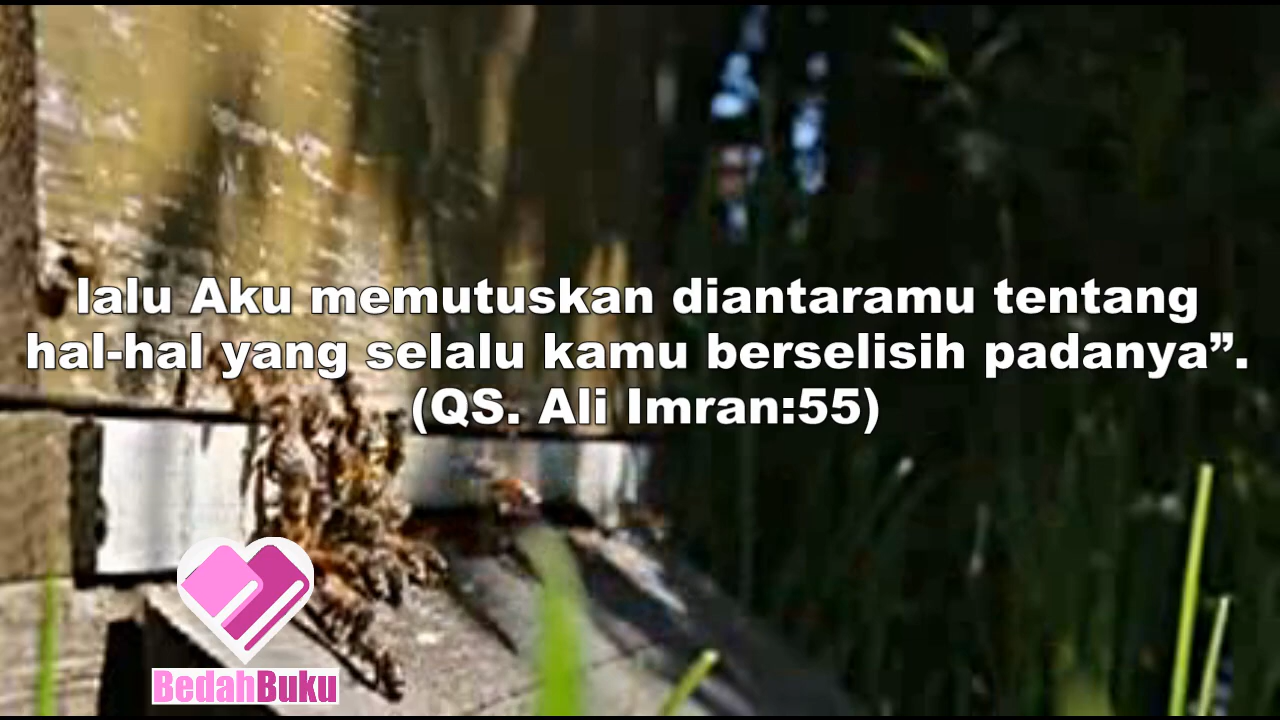 lalu Aku memutuskan diantaramu tentang
hal-hal yang selalu kamu berselisih padanya”.
(QS. Ali Imran:55)
BedahBuku